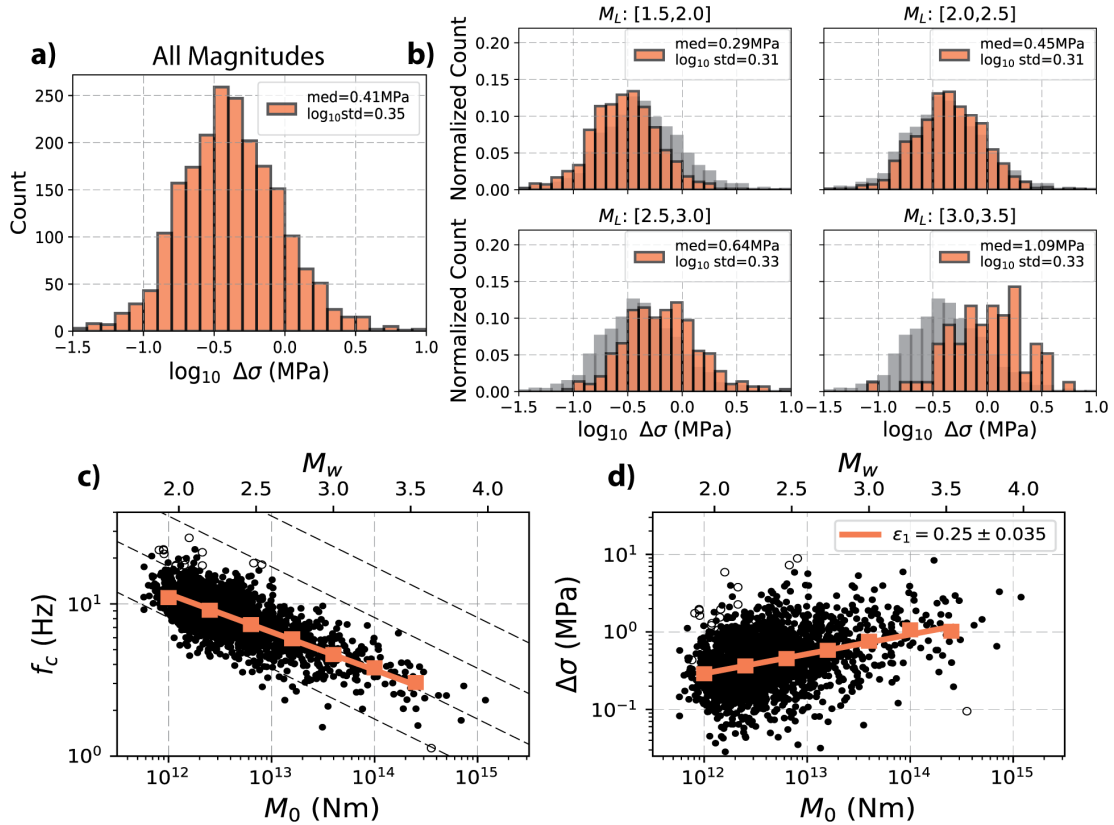 a)
All Magnitudes
250
200
150
100
50
0
Count
med=0.41MPa
log₁₀std=0.35
−1.5 −1.0 −0.5 0.0 0.5 1.0
log₁₀ Δσ (MPa)
b)
M_L: [1.5,2.0]
0.20
0.15
0.10
0.05
0.00
Normalized Count
med=0.29MPa
log₁₀ std=0.31
M_L: [2.0,2.5]
med=0.45MPa
log₁₀ std=0.31
M_L: [2.5,3.0]
0.20
0.15
0.10
0.05
0.00
Normalized Count
med=0.64MPa
log₁₀ std=0.33
−1.5 −1.0 −0.5 0.0 0.5 1.0
log₁₀ Δσ (MPa)
M_L: [3.0,3.5]
med=1.09MPa
log₁₀ std=0.33
−1.5 −1.0 −0.5 0.0 0.5 1.0
log₁₀ Δσ (MPa)
c)
M_w
2.0 2.5 3.0 3.5 4.0
10¹
10⁰
f_c (Hz)
10¹² 10¹³ 10¹⁴ 10¹⁵
M₀ (Nm)
d)
M_w
2.0 2.5 3.0 3.5 4.0
ε₁ = 0.25 ± 0.035
10¹
10⁰
10⁻¹
Δσ (MPa)
10¹² 10¹³ 10¹⁴ 10¹⁵
M₀ (Nm)